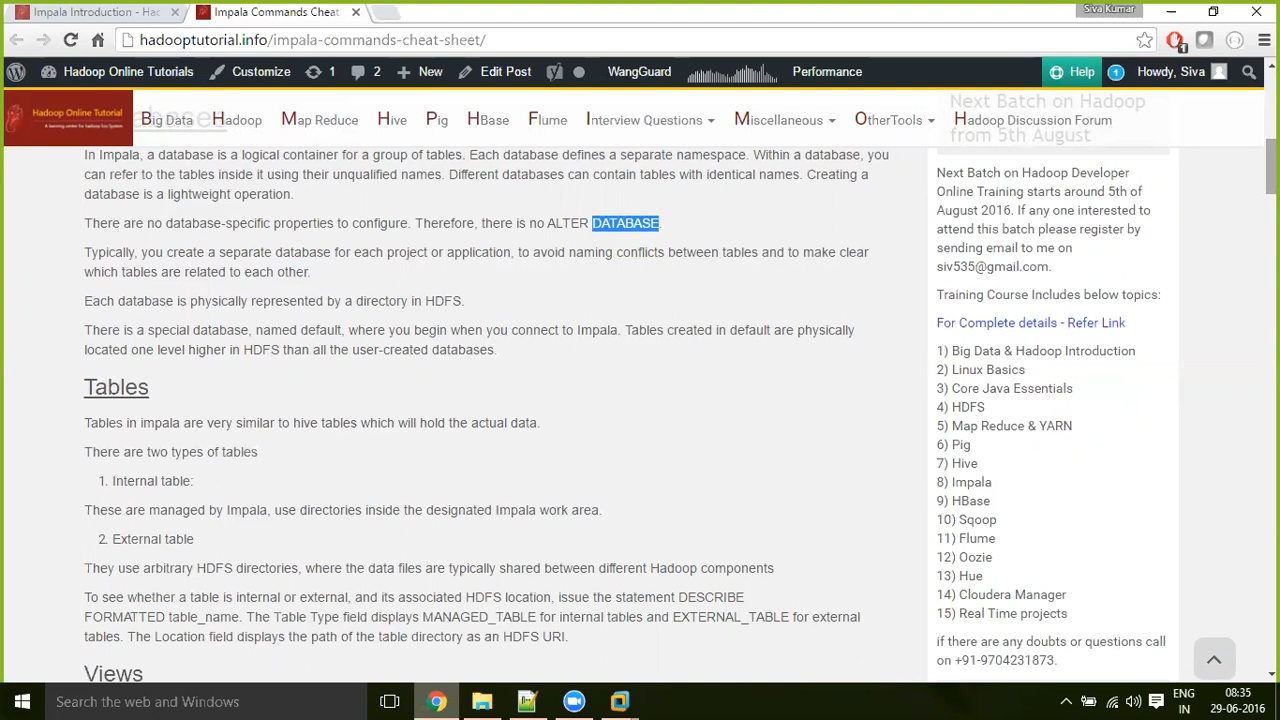 Impala Introduction - Had
Impala Commands Cheat
Siva Kumar
hadooptutorial.info/impala-commands-cheat-sheet/
Hadoop Online Tutorials
Customize
1
2
New
Edit Post
WangGuard
Performance
Help
1
Howdy, Siva
Hadoop Online Tutorial
Big Data
Hadoop
Map Reduce
Hive
Pig
HBase
Flume
Interview Questions
Miscellaneous
OtherTools
Hadoop Discussion Forum
In Impala, a database is a logical container for a group of tables. Each database defines a separate namespace. Within a database, you
can refer to the tables inside it using their unqualified names. Different databases can contain tables with identical names. Creating a
database is a lightweight operation.
There are no database-specific properties to configure. Therefore, there is no ALTER DATABASE.
Typically, you create a separate database for each project or application, to avoid naming conflicts between tables and to make clear
which tables are related to each other.
Each database is physically represented by a directory in HDFS.
There is a special database, named default, where you begin when you connect to Impala. Tables created in default are physically
located one level higher in HDFS than all the user-created databases.
Tables
Tables in impala are very similar to hive tables which will hold the actual data.
There are two types of tables
1. Internal table:
These are managed by Impala, use directories inside the designated Impala work area.
2. External table
They use arbitrary HDFS directories, where the data files are typically shared between different Hadoop components
To see whether a table is internal or external, and its associated HDFS location, issue the statement DESCRIBE
FORMATTED table_name. The Table Type field displays MANAGED_TABLE for internal tables and EXTERNAL_TABLE for external
tables. The Location field displays the path of the table directory as an HDFS URI.
Views
Next Batch on Hadoop
from 5th August
Next Batch on Hadoop Developer
Online Training starts around 5th of
August 2016. If any one interested to
attend this batch please register by
sending email to me on
siv535@gmail.com.
Training Course Includes below topics:
For Complete details - Refer Link
1) Big Data & Hadoop Introduction
2) Linux Basics
3) Core Java Essentials
4) HDFS
5) Map Reduce & YARN
6) Pig
7) Hive
8) Impala
9) HBase
10) Sqoop
11) Flume
12) Oozie
13) Hue
14) Cloudera Manager
15) Real Time projects
if there are any doubts or questions call
on +91-9704231873.
Search the web and Windows
ENG
IN
08:35
29-06-2016